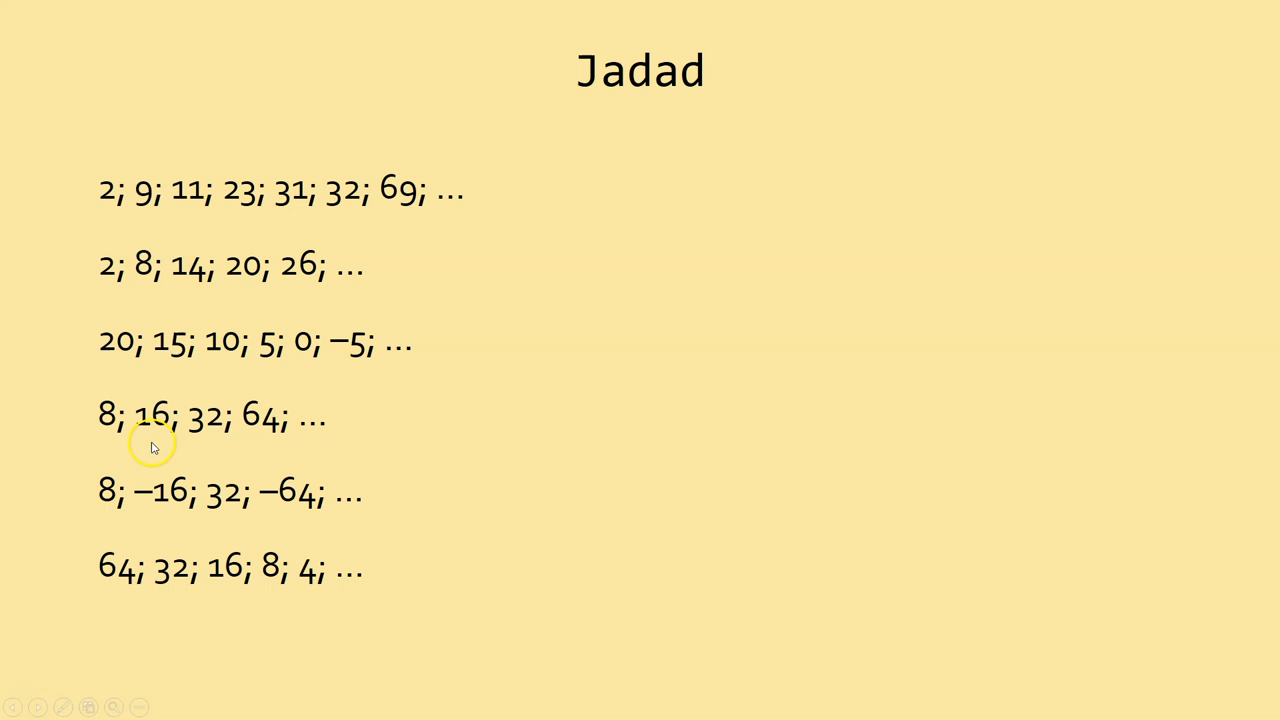 Jadad
2; 9; 11; 23; 31; 32; 69; ...
2; 8; 14; 20; 26; ...
20; 15; 10; 5; 0; –5; ...
8; 16; 32; 64; ...
8; –16; 32; –64; ...
64; 32; 16; 8; 4; ...